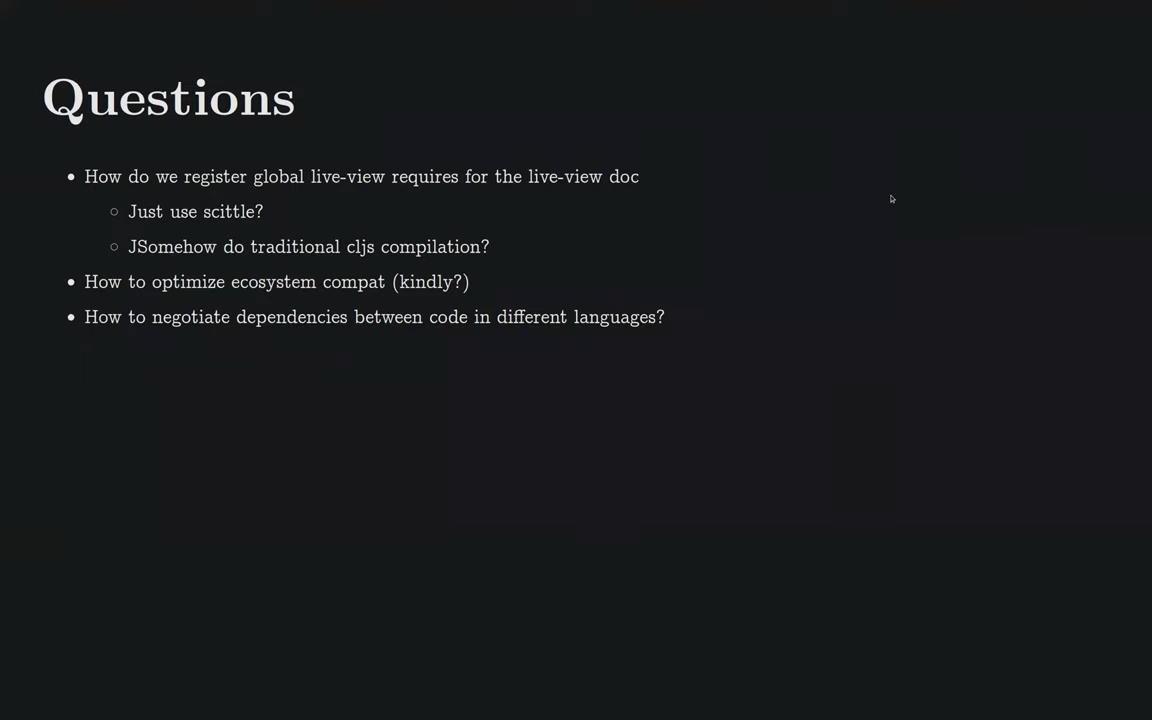 Questions
How do we register global live-view requires for the live-view doc
Just use scittle?
JSomehow do traditional cljs compilation?
How to optimize ecosystem compat (kindly?)
How to negotiate dependencies between code in different languages?